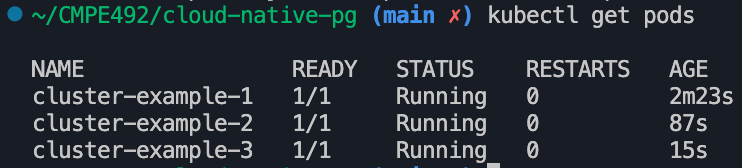 ~/CMPE492/cloud-native-pg (main ✗) kubectl get pods
NAME READY STATUS RESTARTS AGE
cluster-example-1 1/1 Running 0 2m23s
cluster-example-2 1/1 Running 0 87s
cluster-example-3 1/1 Running 0 15s